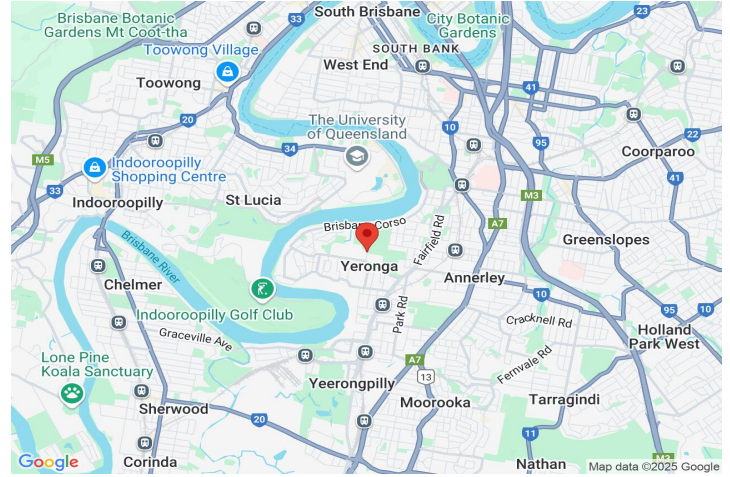 Brisbane Botanic
Gardens Mt Coot-tha
33
South Brisbane
City Botanic
Gardens
Toowong Village
SOUTH BANK
West End
Toowong
41
23
20
The University
of Queensland
10
22
95
M5
34
Coorparoo
Indooroopilly
Shopping Centre
41
33
Indooroopilly
St Lucia
M3
Brisbane Corso
A7
Fairfield Rd
Brisbane River
Greenslopes
Yeronga
Annerley
Chelmer
10
Indooroopilly Golf Club
Park Rd
95
10
Cracknell Rd
Graceville Ave
Holland
Park West
Lone Pine
Koala Sanctuary
A7
Fernvale Rd
13
Yeerongpilly
Moorooka
Tarragindi
Sherwood
20
11
Corinda
Nathan
M3
Google
Map data ©2025 Google